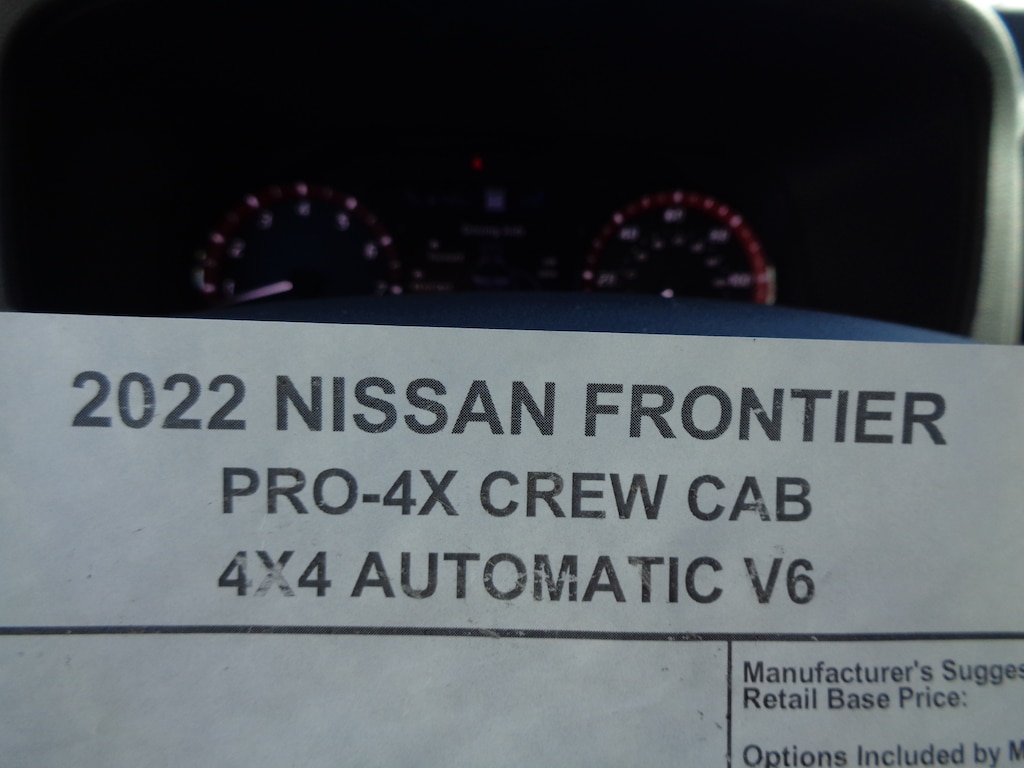 2022 NISSAN FRONTIER
PRO-4X CREW CAB
4X4 AUTOMATIC V6
Manufacturer's Sugges
Retail Base Price:
Options Included by M